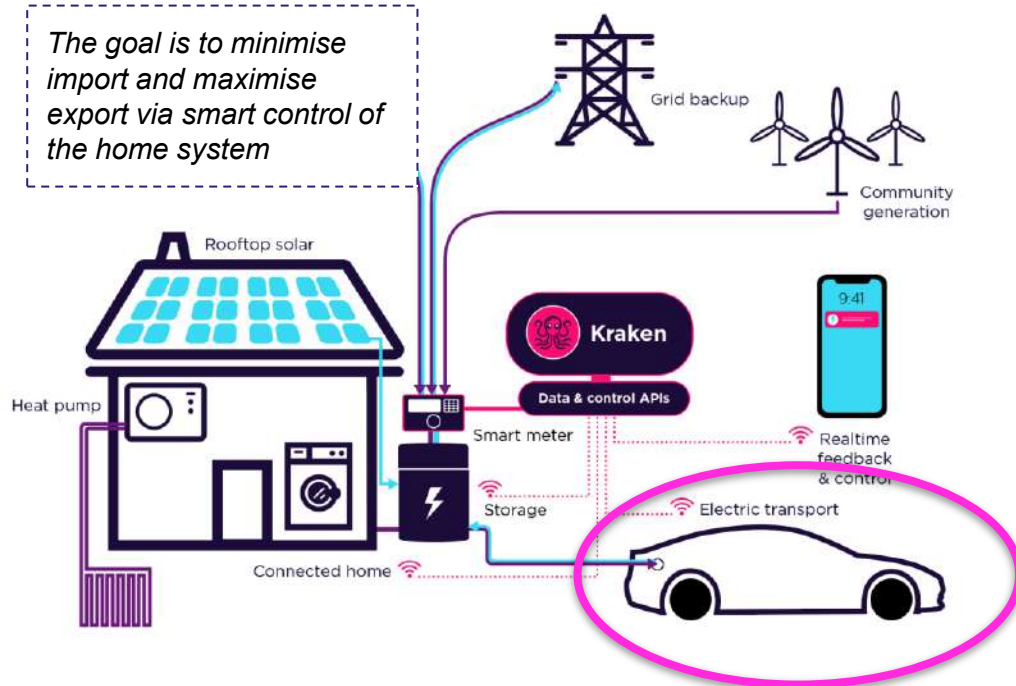 The goal is to minimise
import and maximise
export via smart control of
the home system
Grid backup
Community
generation
Rooftop solar
9:41
Kraken
Heat pump
Data & control APIs
Smart meter
Realtime
feedback
& control
Storage
Electric transport
Connected home